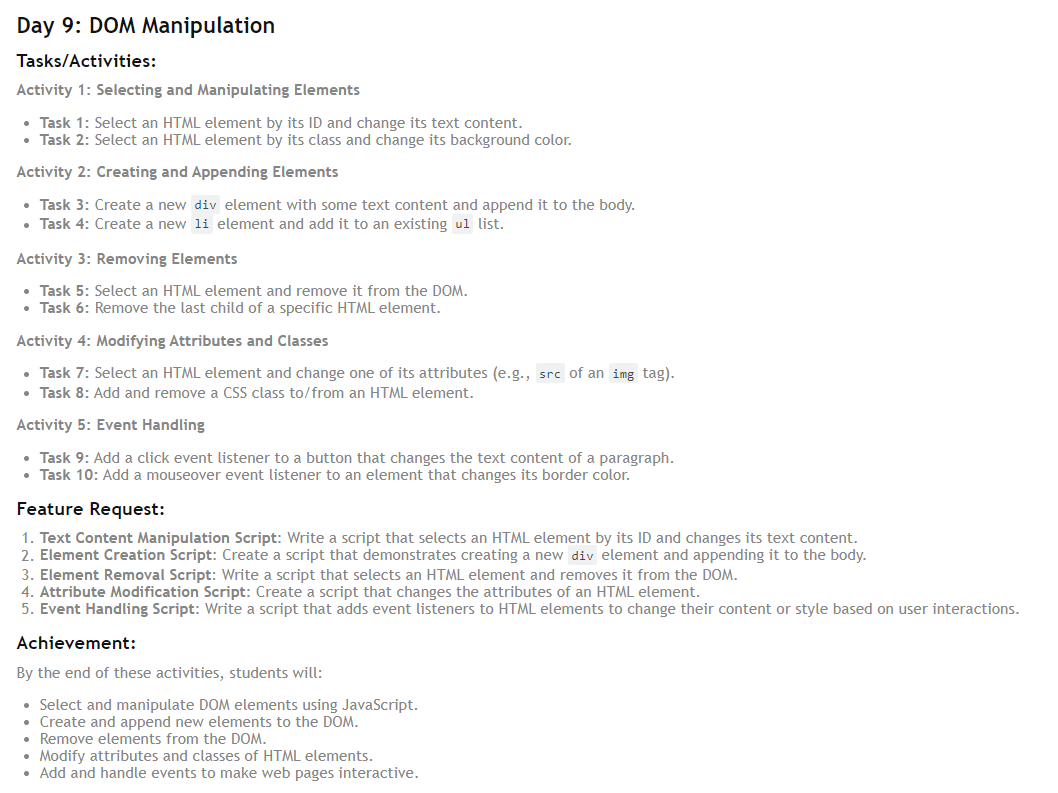 Day 9: DOM Manipulation
Tasks/Activities:
Activity 1: Selecting and Manipulating Elements
• Task 1: Select an HTML element by its ID and change its text content.
• Task 2: Select an HTML element by its class and change its background color.
Activity 2: Creating and Appending Elements
• Task 3: Create a new div element with some text content and append it to the body.
• Task 4: Create a new li element and add it to an existing ul list.
Activity 3: Removing Elements
• Task 5: Select an HTML element and remove it from the DOM.
• Task 6: Remove the last child of a specific HTML element.
Activity 4: Modifying Attributes and Classes
• Task 7: Select an HTML element and change one of its attributes (e.g., src of an img tag).
• Task 8: Add and remove a CSS class to/from an HTML element.
Activity 5: Event Handling
• Task 9: Add a click event listener to a button that changes the text content of a paragraph.
• Task 10: Add a mouseover event listener to an element that changes its border color.
Feature Request:
1. Text Content Manipulation Script: Write a script that selects an HTML element by its ID and changes its text content.
2. Element Creation Script: Create a script that demonstrates creating a new div element and appending it to the body.
3. Element Removal Script: Write a script that selects an HTML element and removes it from the DOM.
4. Attribute Modification Script: Create a script that changes the attributes of an HTML element.
5. Event Handling Script: Write a script that adds event listeners to HTML elements to change their content or style based on user interactions.
Achievement:
By the end of these activities, students will:
• Select and manipulate DOM elements using JavaScript.
• Create and append new elements to the DOM.
• Remove elements from the DOM.
• Modify attributes and classes of HTML elements.
• Add and handle events to make web pages interactive.